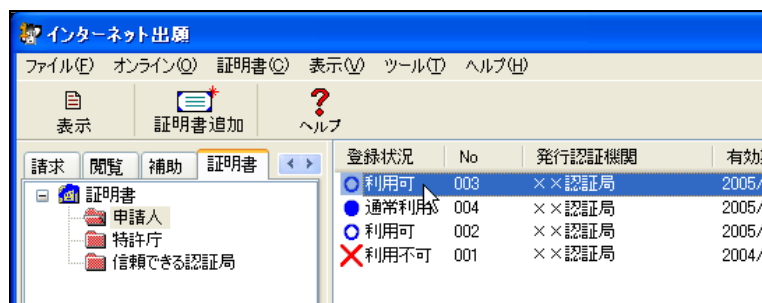 インターネット出願
ファイル(F) オンライン(O) 証明書(C) 表示(V) ツール(T) ヘルプ(H)
表示 証明書追加 ヘルプ
請求 閲覧 補助 証明書
証明書
申請人
特許庁
信頼できる認証局
登録状況 No 発行認証機関
利用可 003 ××認証局 2005/
通常利用 004 ××認証局 2005/
利用可 002 ××認証局 2005/
利用不可 001 ××認証局 2004/